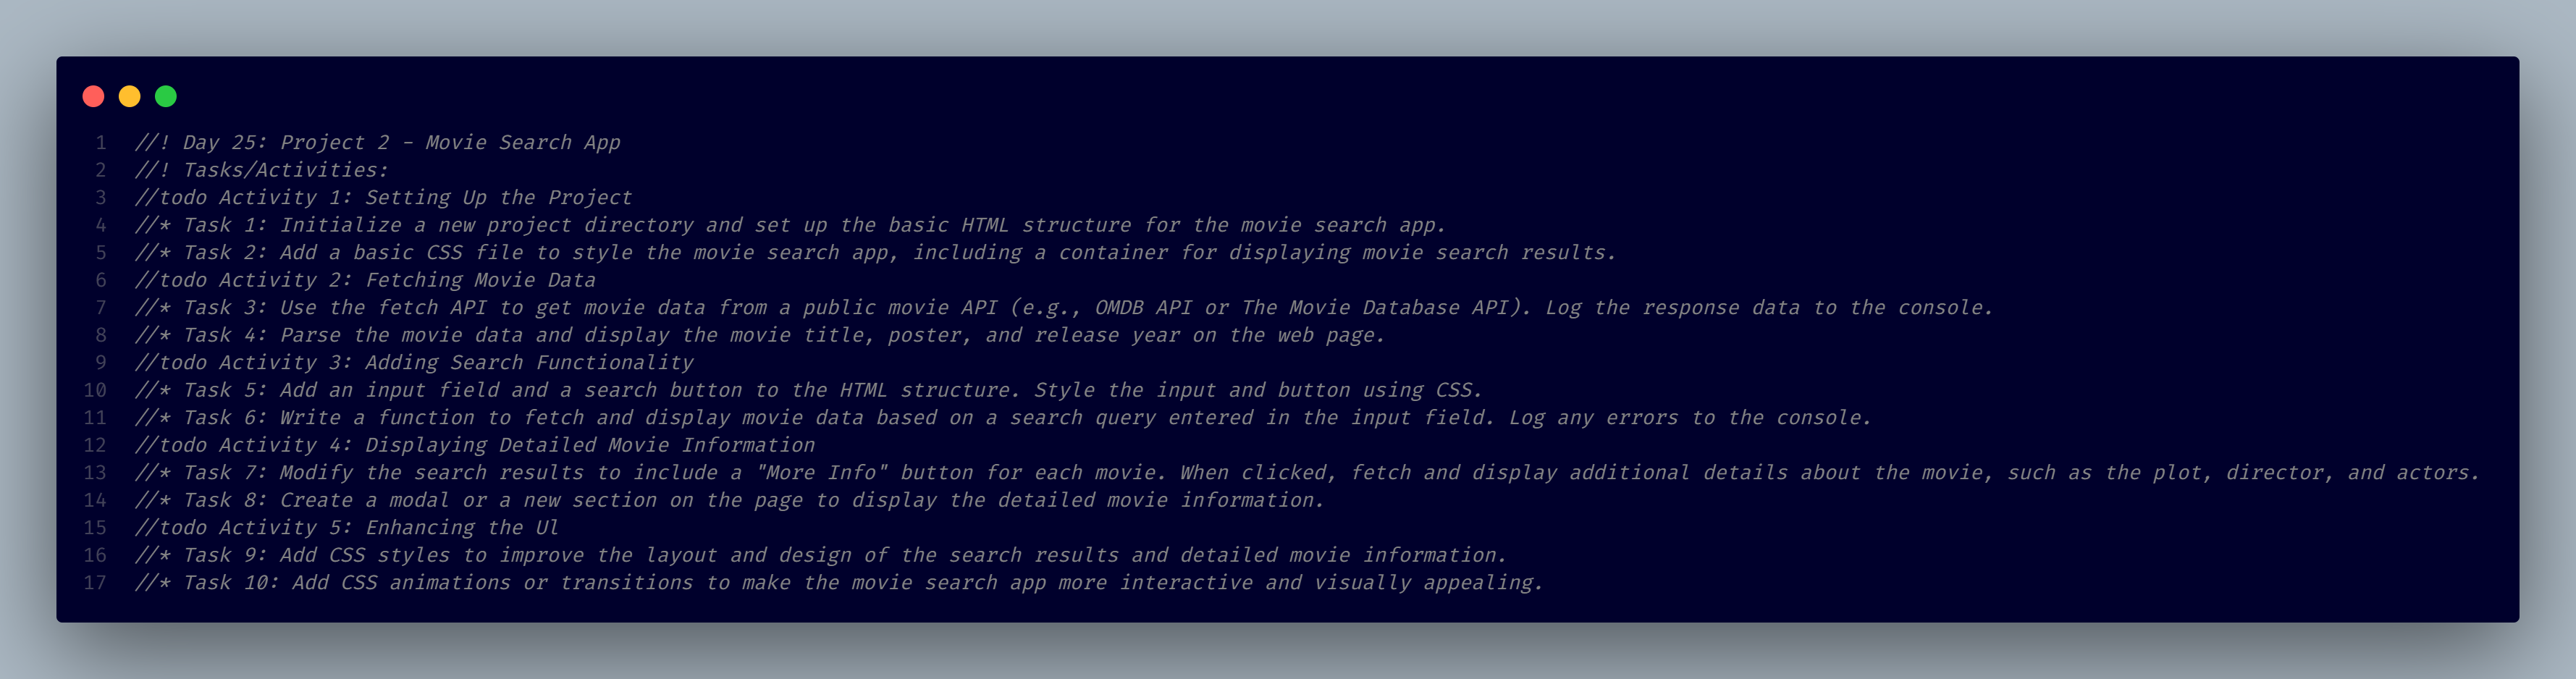 1 //! Day 25: Project 2 - Movie Search App
2 //! Tasks/Activities:
3 //todo Activity 1: Setting Up the Project
4 //* Task 1: Initialize a new project directory and set up the basic HTML structure for the movie search app.
5 //* Task 2: Add a basic CSS file to style the movie search app, including a container for displaying movie search results.
6 //todo Activity 2: Fetching Movie Data
7 //* Task 3: Use the fetch API to get movie data from a public movie API (e.g., OMDB API or The Movie Database API). Log the response data to the console.
8 //* Task 4: Parse the movie data and display the movie title, poster, and release year on the web page.
9 //todo Activity 3: Adding Search Functionality
10 //* Task 5: Add an input field and a search button to the HTML structure. Style the input and button using CSS.
11 //* Task 6: Write a function to fetch and display movie data based on a search query entered in the input field. Log any errors to the console.
12 //todo Activity 4: Displaying Detailed Movie Information
13 //* Task 7: Modify the search results to include a "More Info" button for each movie. When clicked, fetch and display additional details about the movie, such as the plot, director, and actors.
14 //* Task 8: Create a modal or a new section on the page to display the detailed movie information.
15 //todo Activity 5: Enhancing the Ul
16 //* Task 9: Add CSS styles to improve the layout and design of the search results and detailed movie information.
17 //* Task 10: Add CSS animations or transitions to make the movie search app more interactive and visually appealing.